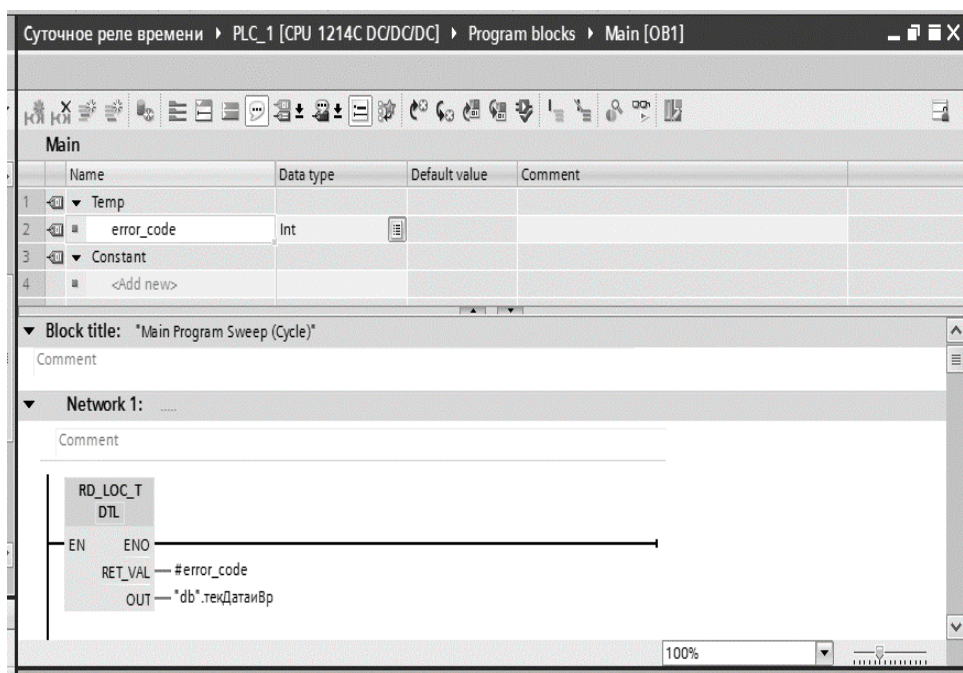 Суточное реле времени ▸ PLC_1 [CPU 1214C DC/DC/DC] ▸ Program blocks ▸ Main [OB1]
Main
Name Data type Default value Comment
1 Temp
2 error_code Int
3 Constant
4 <Add new>
Block title: "Main Program Sweep (Cycle)"
Comment
Network 1: .....
Comment
RD_LOC_T
DTL
EN ENO
RET_VAL #error_code
OUT "db".текДатаиВр
100%